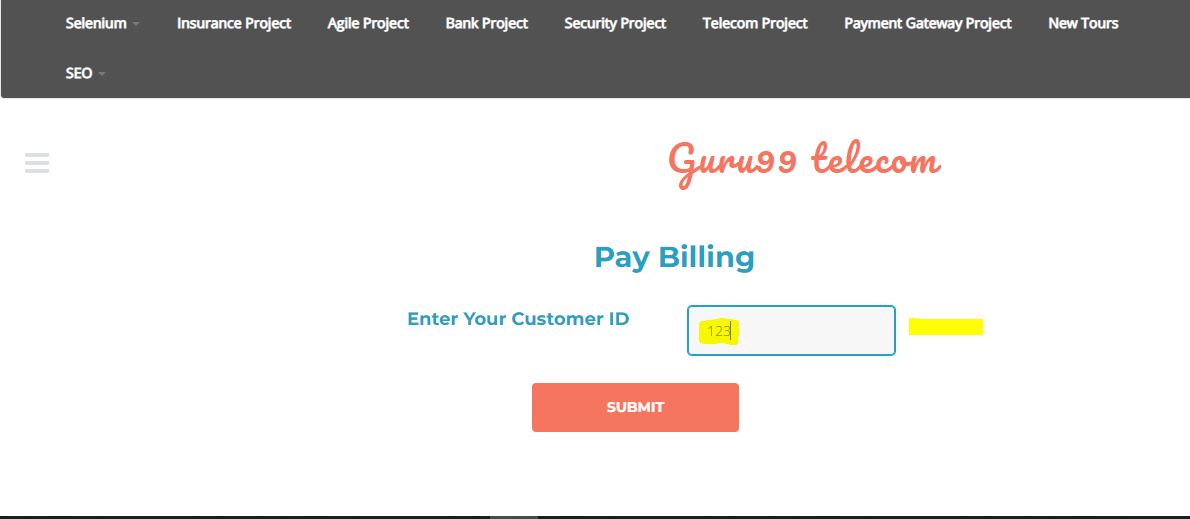 Selenium Insurance Project Agile Project Bank Project Security Project Telecom Project Payment Gateway Project New Tours
SEO
Guru99 telecom
Pay Billing
Enter Your Customer ID 123
SUBMIT